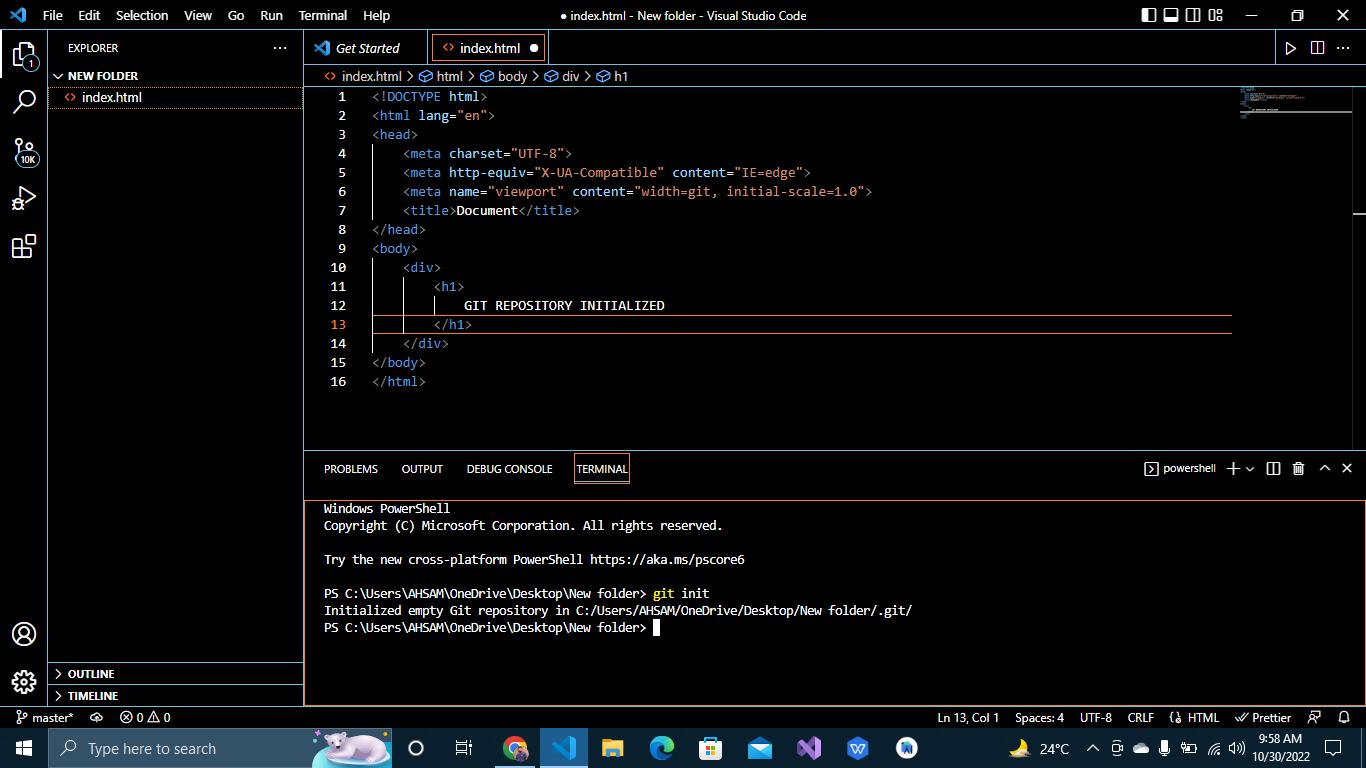 File Edit Selection View Go Run Terminal Help
● index.html - New folder - Visual Studio Code
EXPLORER
Get Started
index.html
1
NEW FOLDER
index.html
10K
index.html > html > body > div > h1
1 <!DOCTYPE html>
2 <html lang="en">
3 <head>
4 <meta charset="UTF-8">
5 <meta http-equiv="X-UA-Compatible" content="IE=edge">
6 <meta name="viewport" content="width=git, initial-scale=1.0">
7 <title>Document</title>
8 </head>
9 <body>
10 <div>
11 <h1>
12 GIT REPOSITORY INITIALIZED
13 </h1>
14 </div>
15 </body>
16 </html>
PROBLEMS OUTPUT DEBUG CONSOLE TERMINAL
powershell
Windows PowerShell
Copyright (C) Microsoft Corporation. All rights reserved.
Try the new cross-platform PowerShell https://aka.ms/pscore6
PS C:\Users\AHSAM\OneDrive\Desktop\New folder> git init
Initialized empty Git repository in C:/Users/AHSAM/OneDrive/Desktop/New folder/.git/
PS C:\Users\AHSAM\OneDrive\Desktop\New folder>
OUTLINE
TIMELINE
master* 0 0
Ln 13, Col 1 Spaces: 4 UTF-8 CRLF HTML Prettier
Type here to search
24°C
9:58 AM
10/30/2022